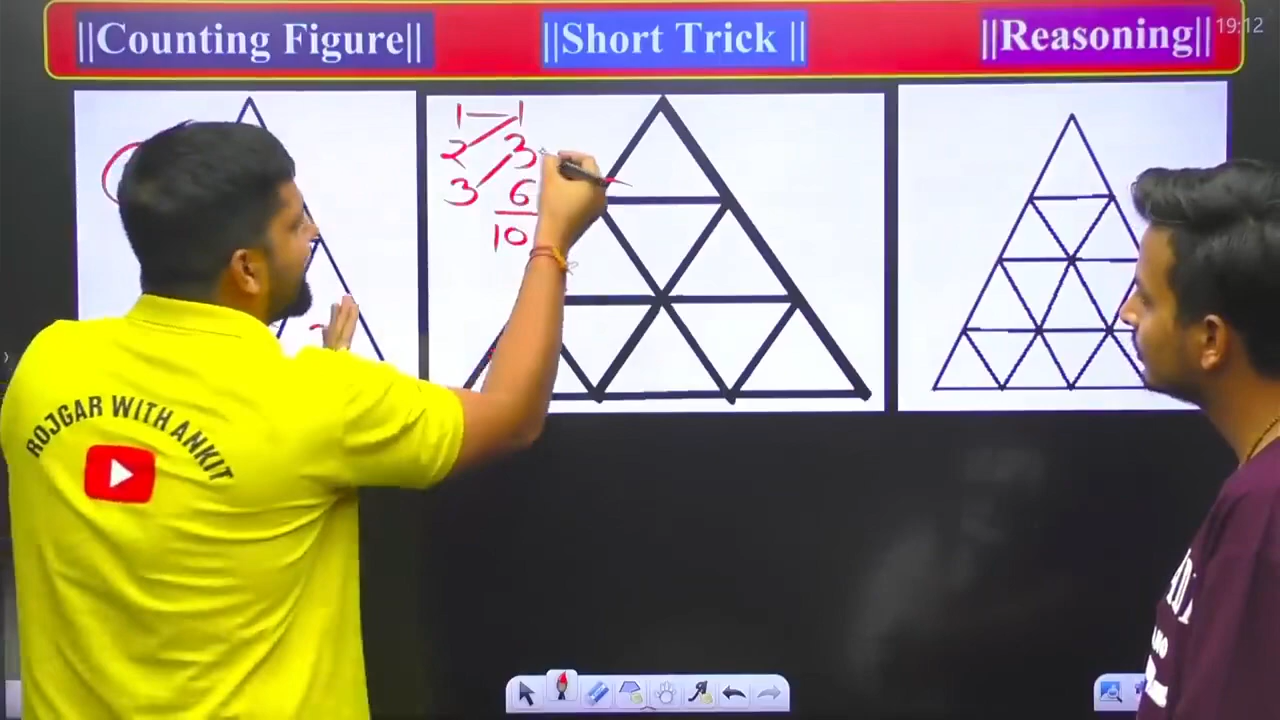 ||Counting Figure||
||Short Trick ||
||Reasoning||
19:12
1—1
2 3
3 6
10
ROJGAR WITH ANKIT